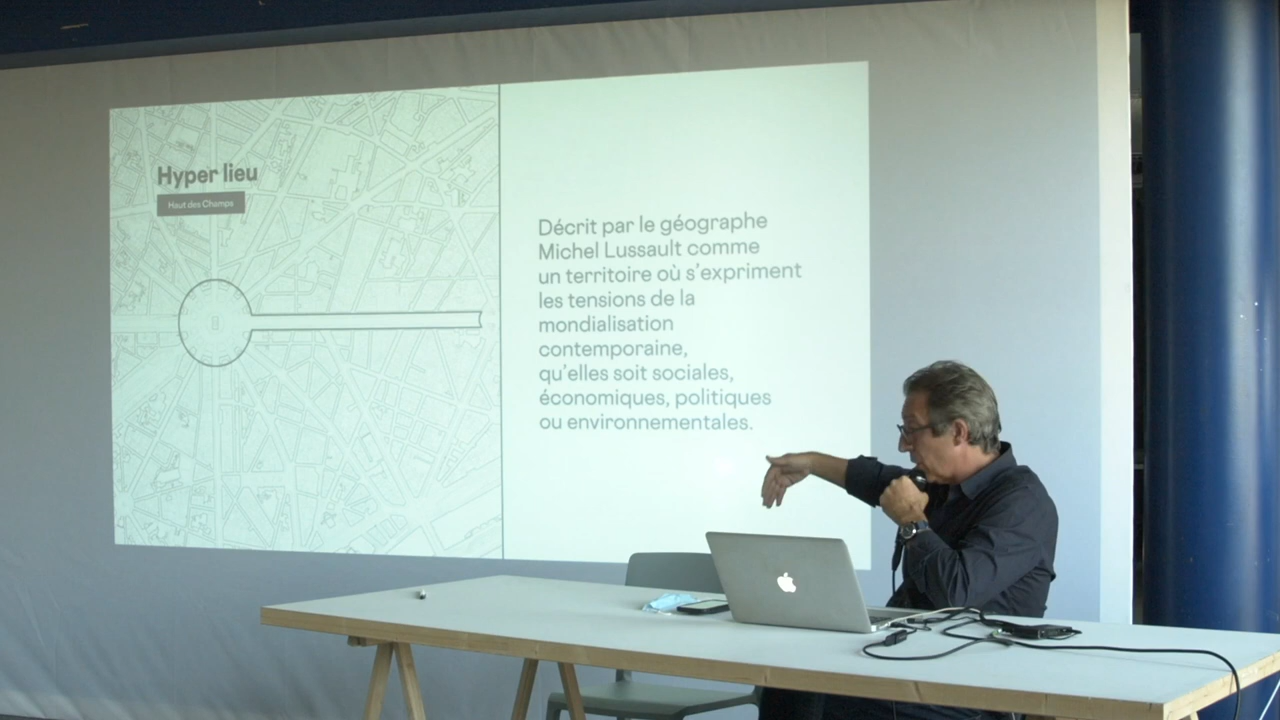 Hyper lieu
Haut des Champs
Décrit par le géographe
Michel Lussault comme
un territoire où s'expriment
les tensions de la
mondialisation
contemporaine,
qu'elles soit sociales,
économiques, politiques
ou environnementales.